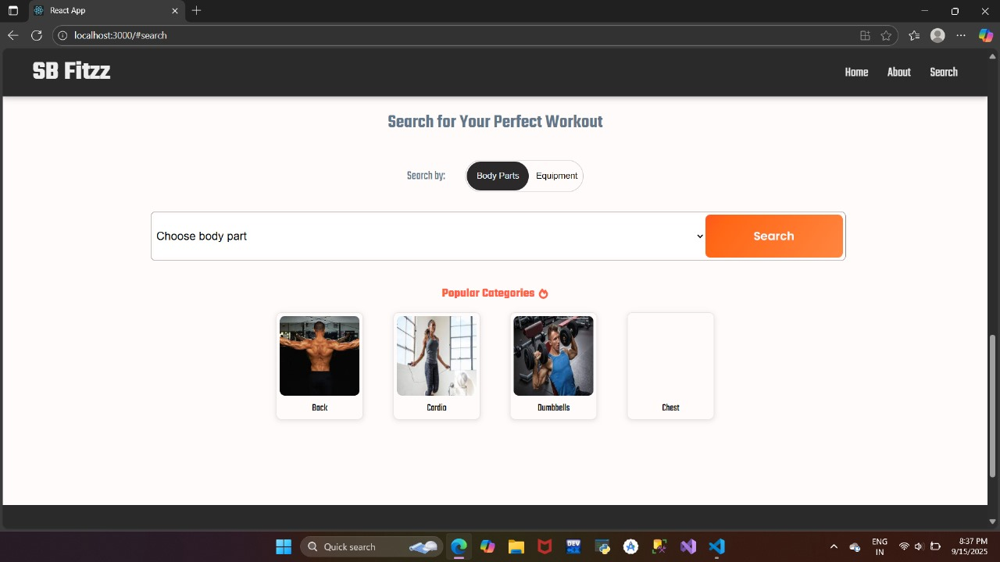 React App
localhost:3000/#search
SB Fitzz
Home About Search
Search for Your Perfect Workout
Search by: Body Parts Equipment
Choose body part Search
Popular Categories
Back Cardio Dumbbells Chest
Quick search
DEV
ENG
IN
8:37 PM
9/15/2025